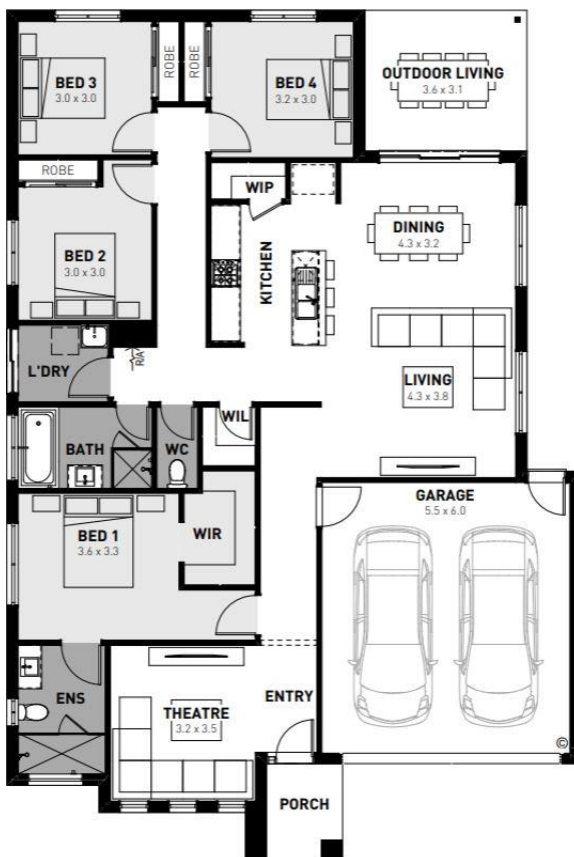 BED 3
3.0 x 3.0
ROBE
ROBE
BED 4
3.2 x 3.0
OUTDOOR LIVING
3.6 x 3.1
ROBE
WIP
DINING
4.3 x 3.2
BED 2
3.0 x 3.0
KITCHEN
L'DRY
R/A
LIVING
4.3 x 3.8
BATH
WC
WIL
GARAGE
5.5 x 6.0
BED 1
3.6 x 3.3
WIR
ENS
THEATRE
3.2 x 3.5
ENTRY
©
PORCH